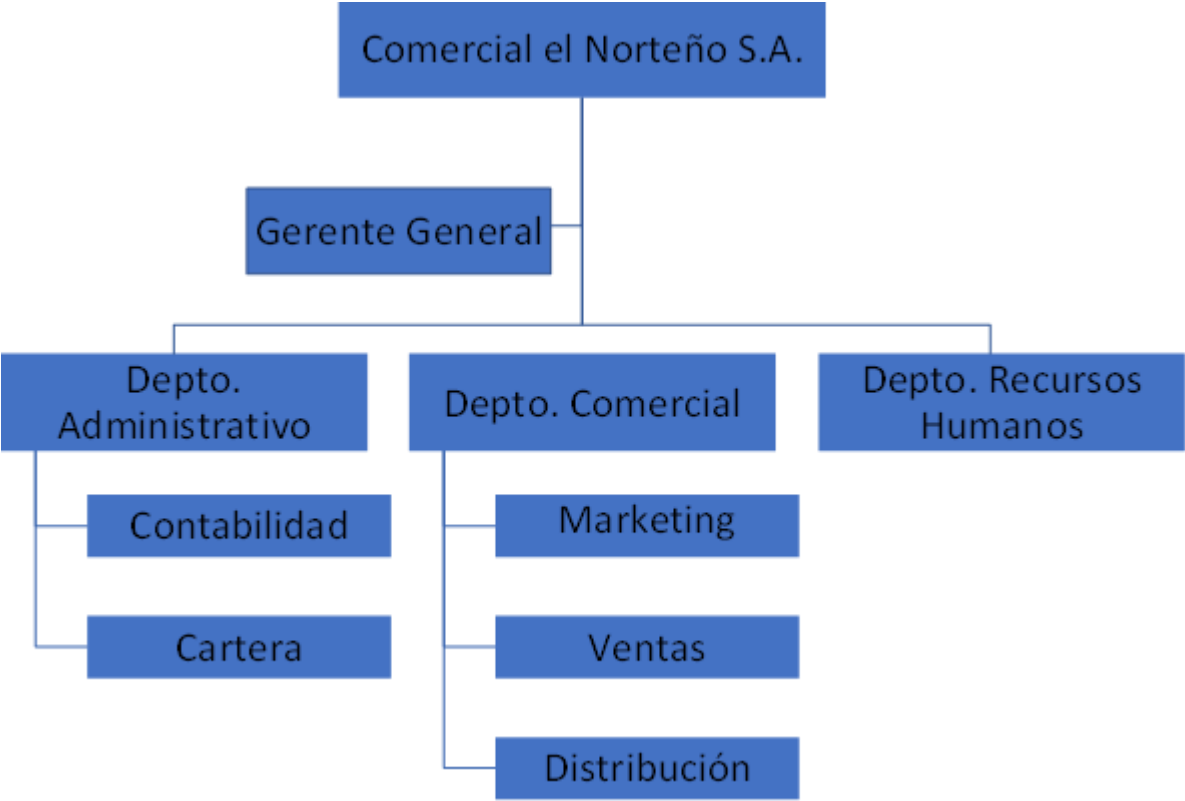 Comercial el Norteño S.A.
Gerente General
Depto.
Administrativo
Depto. Comercial
Depto. Recursos
Humanos
Contabilidad
Marketing
Cartera
Ventas
Distribución